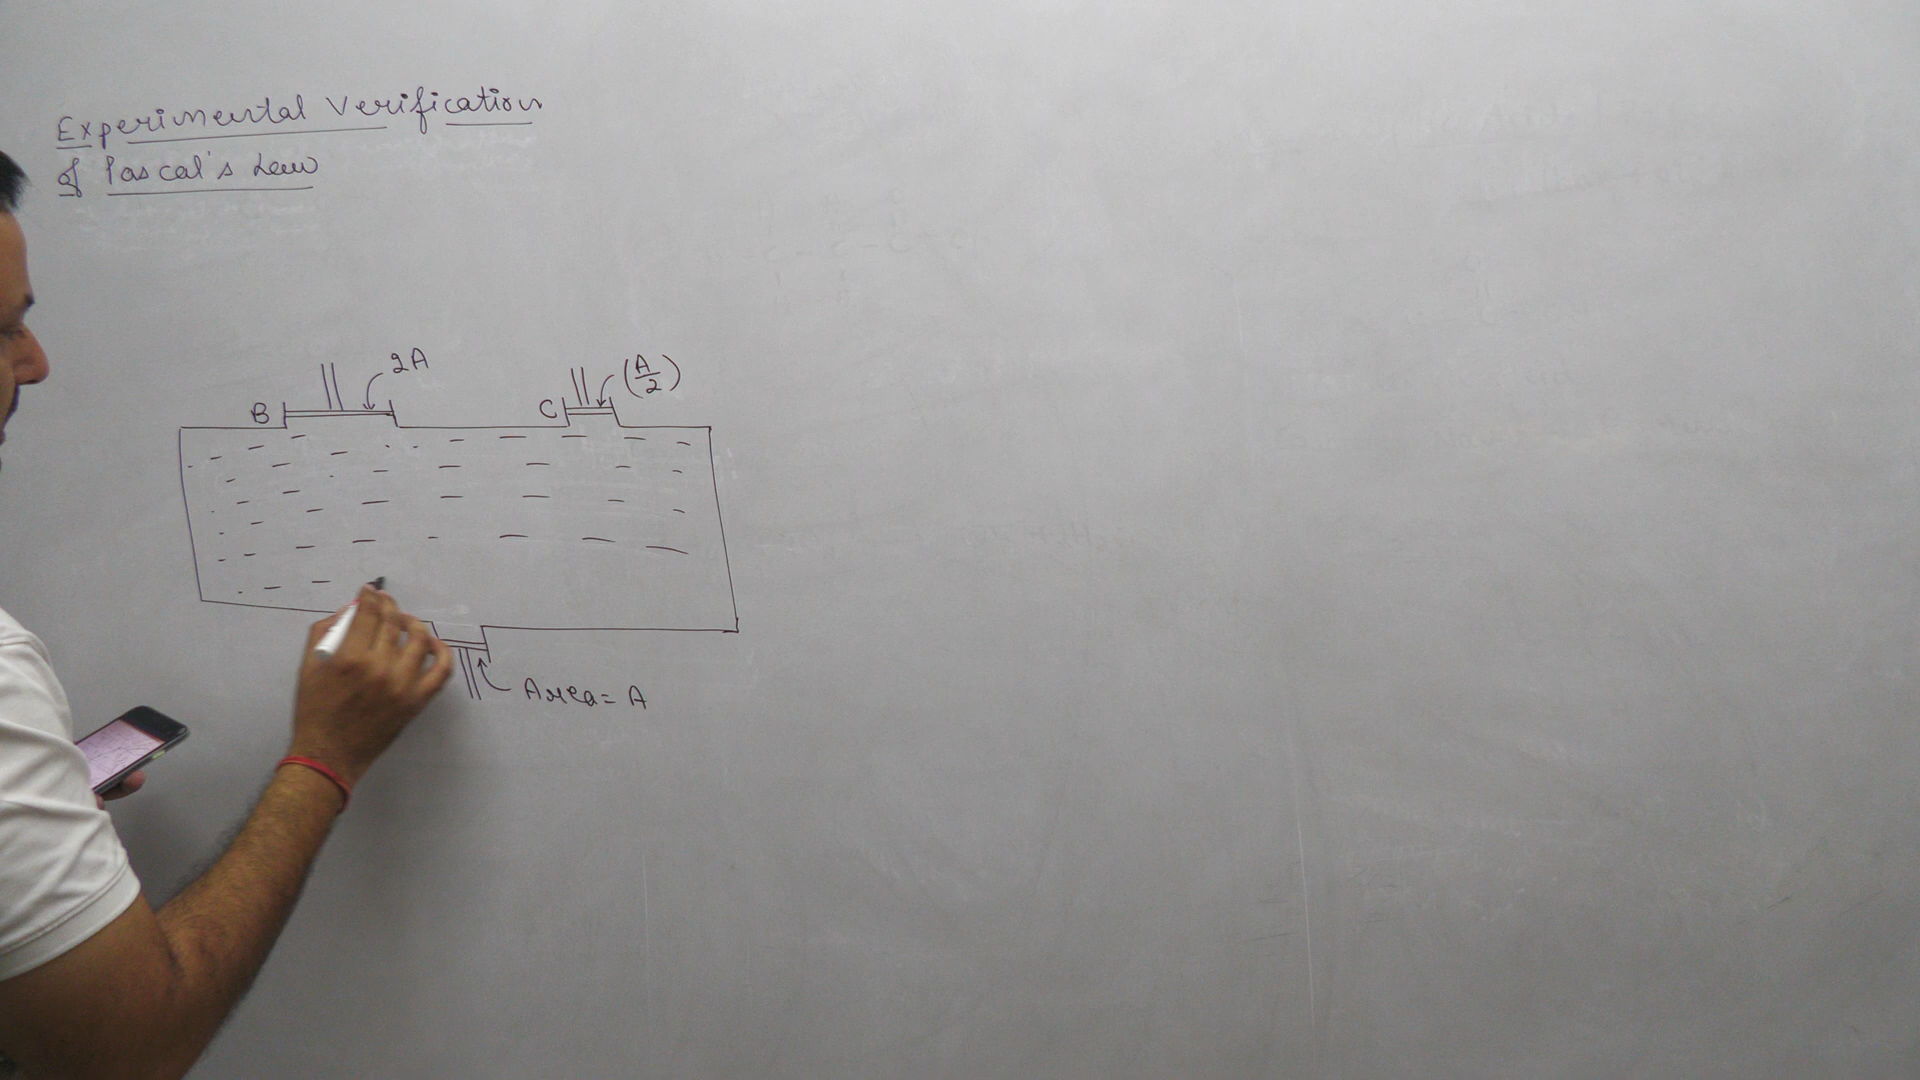 Experimental Verification
of Pascal's Law
2A
(A/2)
B
C
Area = A